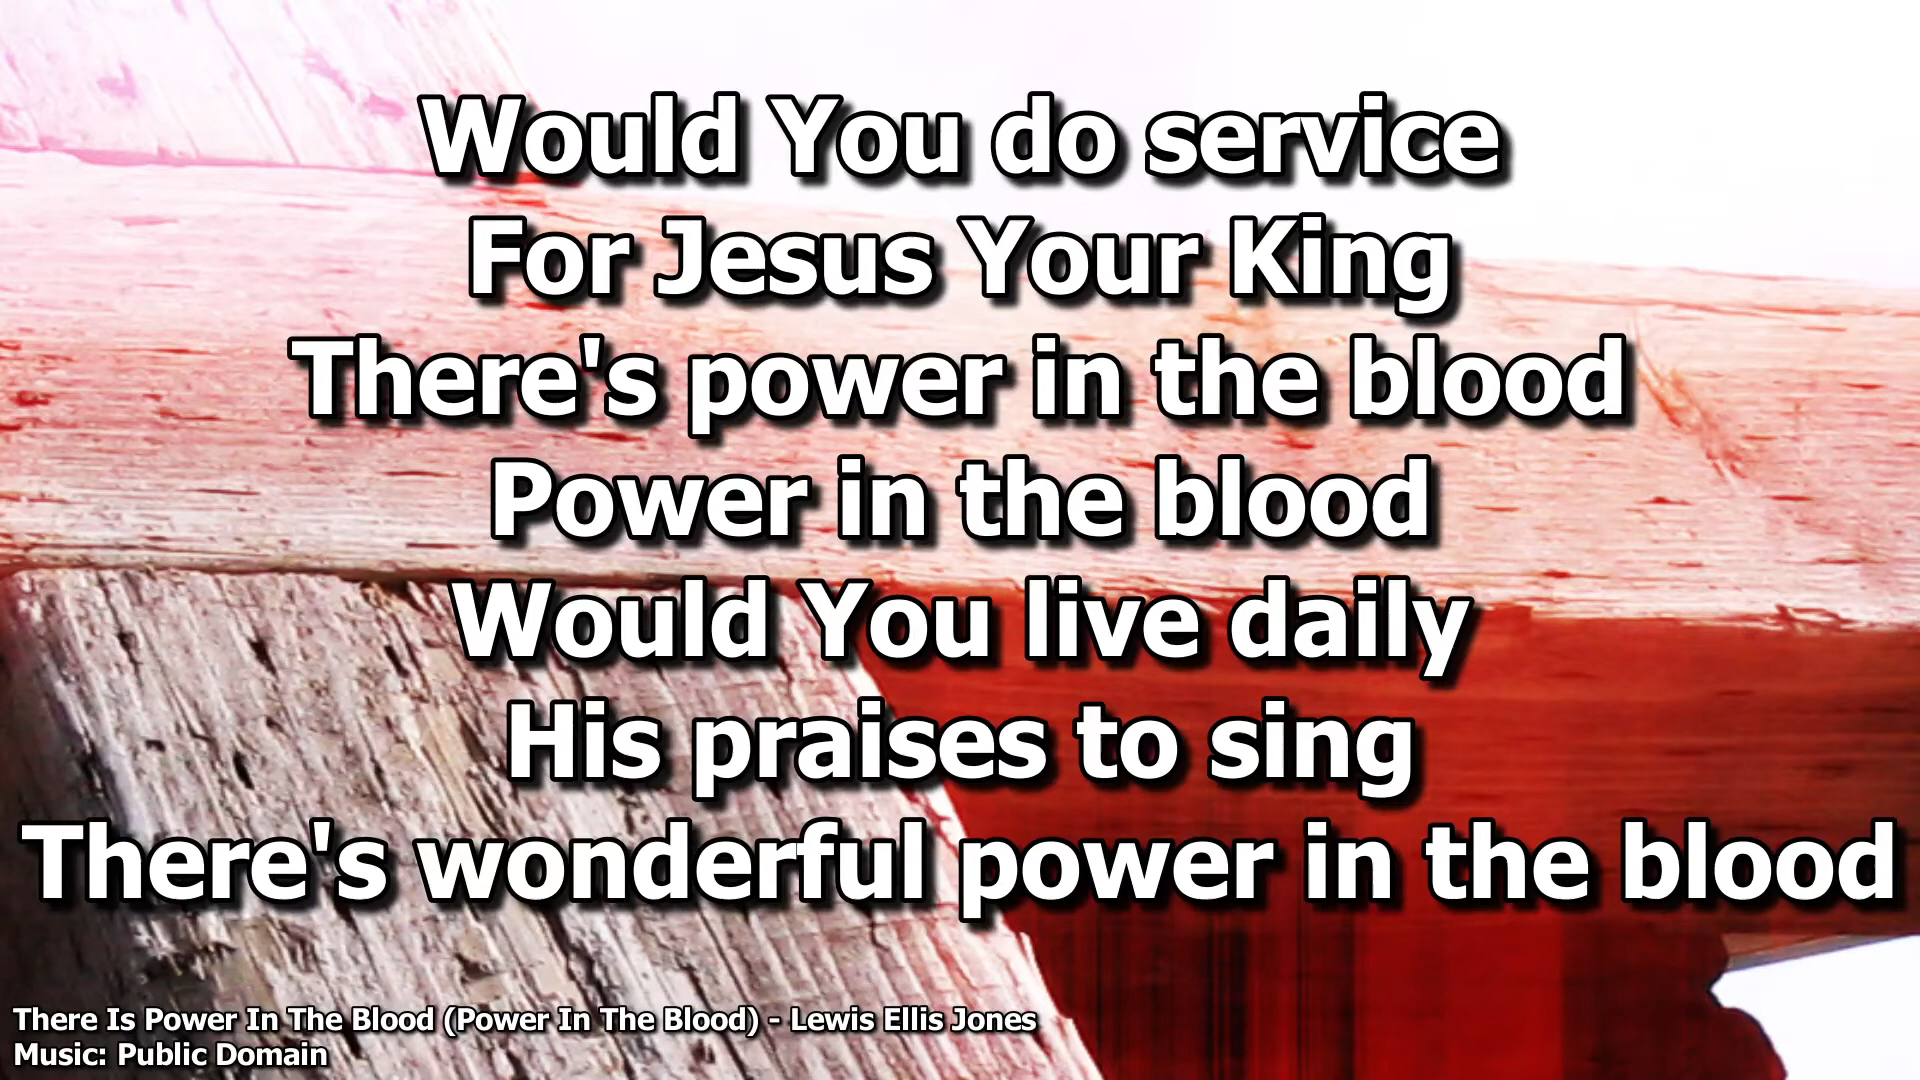 Would You do service
For Jesus Your King
There's power in the blood
Power in the blood
Would You live daily
His praises to sing
There's wonderful power in the blood
There Is Power In The Blood (Power In The Blood) - Lewis Ellis Jones
Music: Public Domain